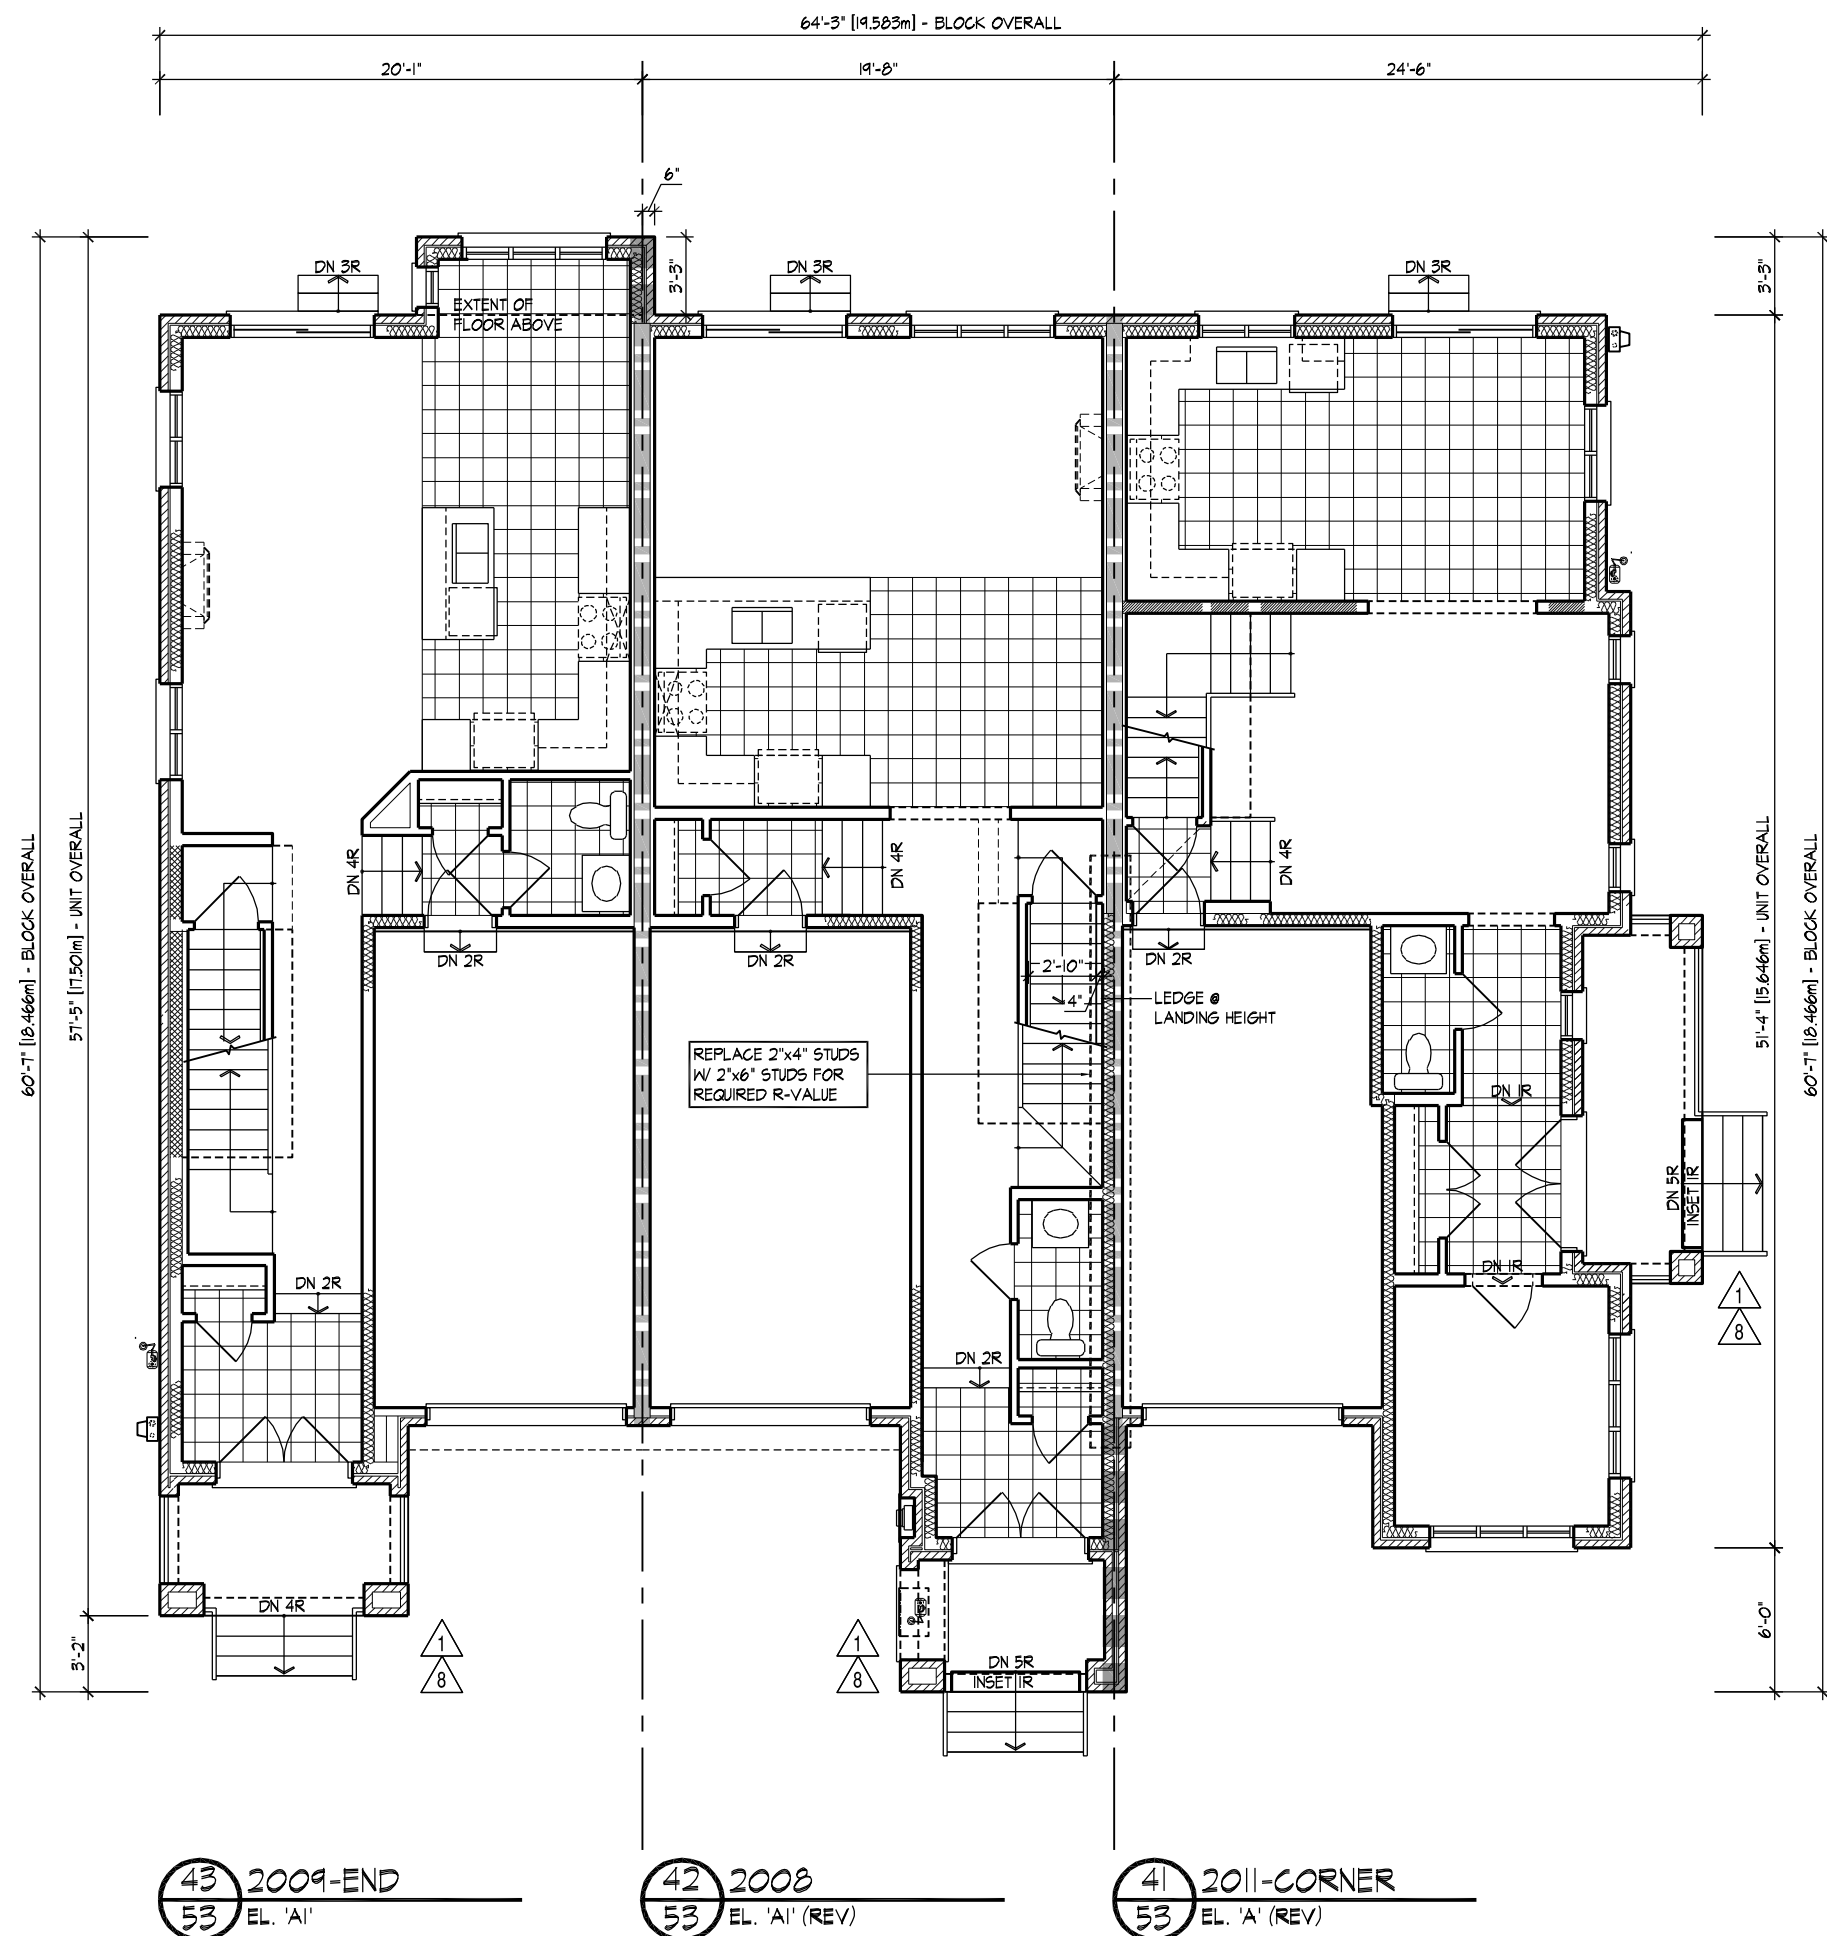 64'-3" [19.583m] - BLOCK OVERALL
20'-1"
19'-8"
24'-6"
6"
3'-3"
3'-3"
DN 3R
DN 3R
DN 3R
EXTENT OF
FLOOR ABOVE
60'-7" [18.466m] - BLOCK OVERALL
57'-5" [17.501m] - UNIT OVERALL
51'-4" [15.646m] - UNIT OVERALL
60'-7" [18.466m] - BLOCK OVERALL
DN 4R
DN 4R
DN 4R
DN 2R
DN 2R
DN 2R
2'-10"
4"
LEDGE @
LANDING HEIGHT
REPLACE 2"x4" STUDS
W/ 2"x6" STUDS FOR
REQUIRED R-VALUE
DN 1R
DN 5R
INSET 1R
DN 1R
DN 2R
1
8
DN 2R
DN 4R
3'-2"
1
8
1
8
DN 5R
INSET 1R
6'-0"
43
53
2009-END
EL. 'A1'
42
53
2008
EL. 'A1' (REV)
41
53
2011-CORNER
EL. 'A' (REV)